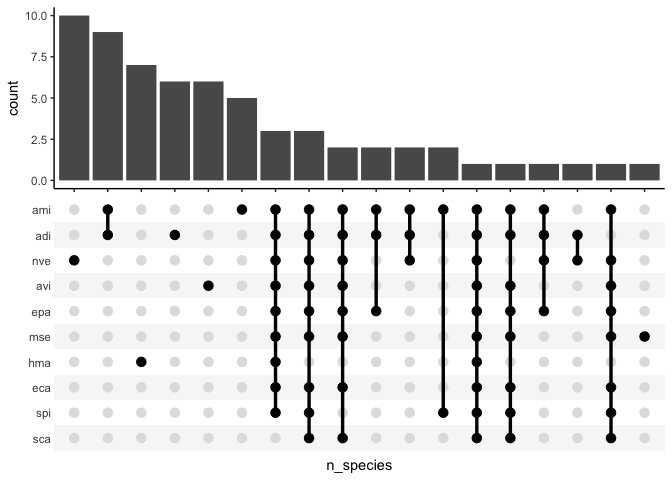 10.0
7.5
5.0
2.5
0.0
count
ami
adi
nve
avi
epa
mse
hma
eca
spi
sca
n_species